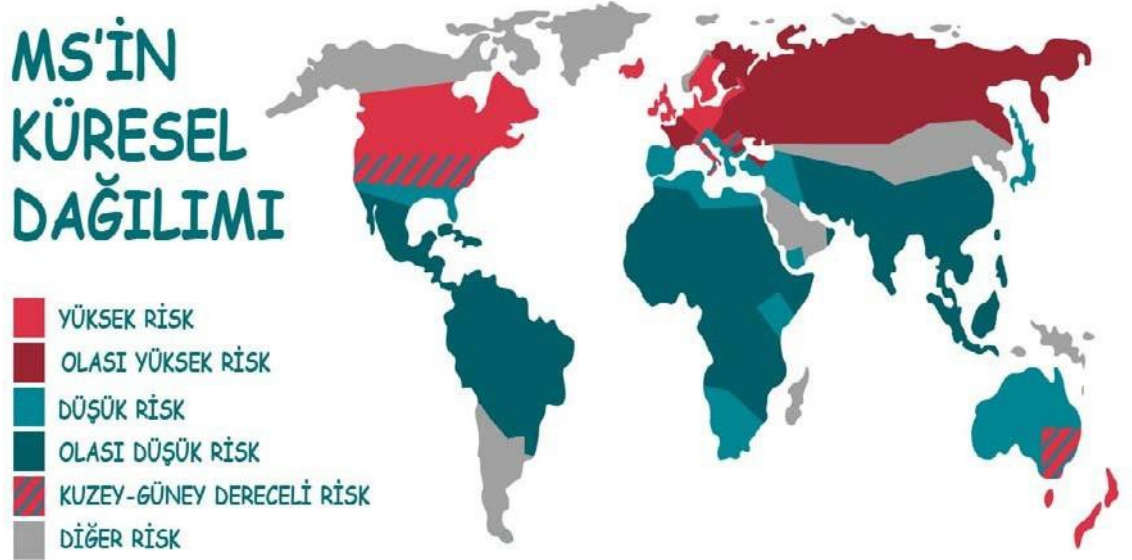 MS'İN
KÜRESEL
DAĞILIMI
YÜKSEK RİSK
OLASI YÜKSEK RİSK
DÜŞÜK RİSK
OLASI DÜŞÜK RİSK
KUZEY-GÜNEY DERECELİ RİSK
DİĞER RİSK